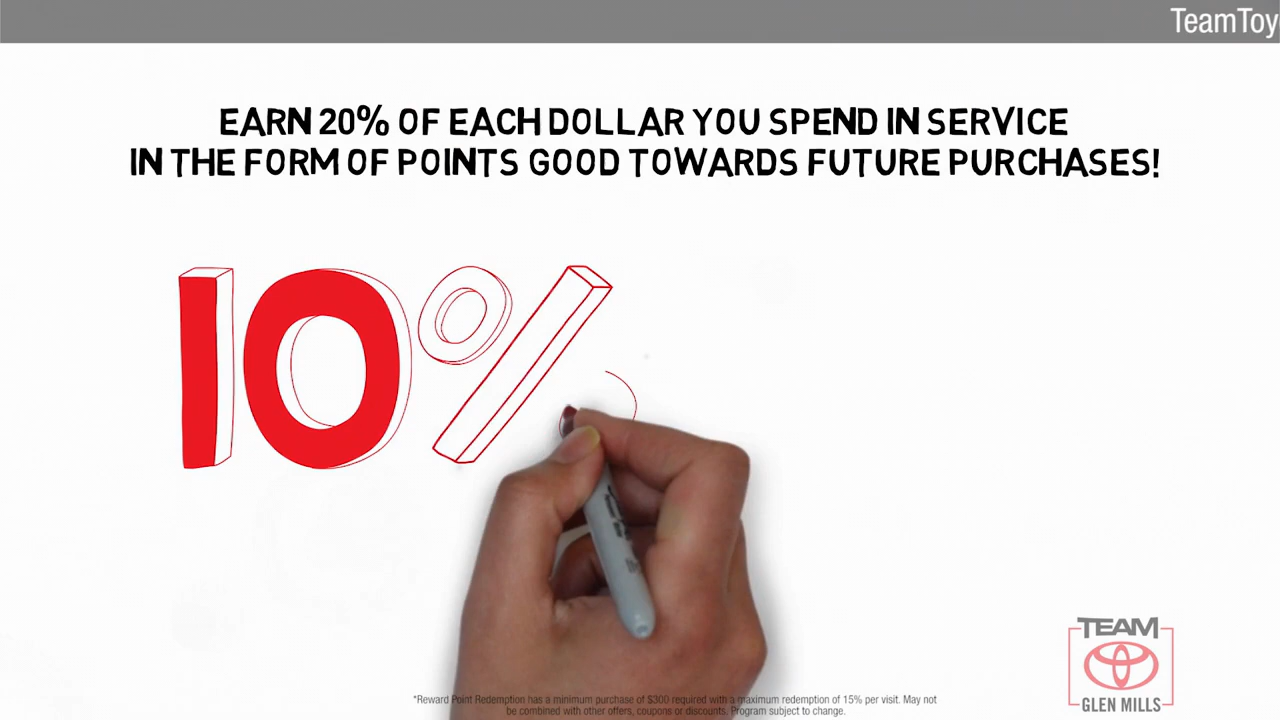 TeamToy
EARN 20% OF EACH DOLLAR YOU SPEND IN SERVICE
IN THE FORM OF POINTS GOOD TOWARDS FUTURE PURCHASES!
10%
TEAM
GLEN MILLS
*Reward Point Redemption has a minimum purchase of $300 required with a maximum redemption of 15% per visit. May not
be combined with other offers, coupons or discounts. Program subject to change.